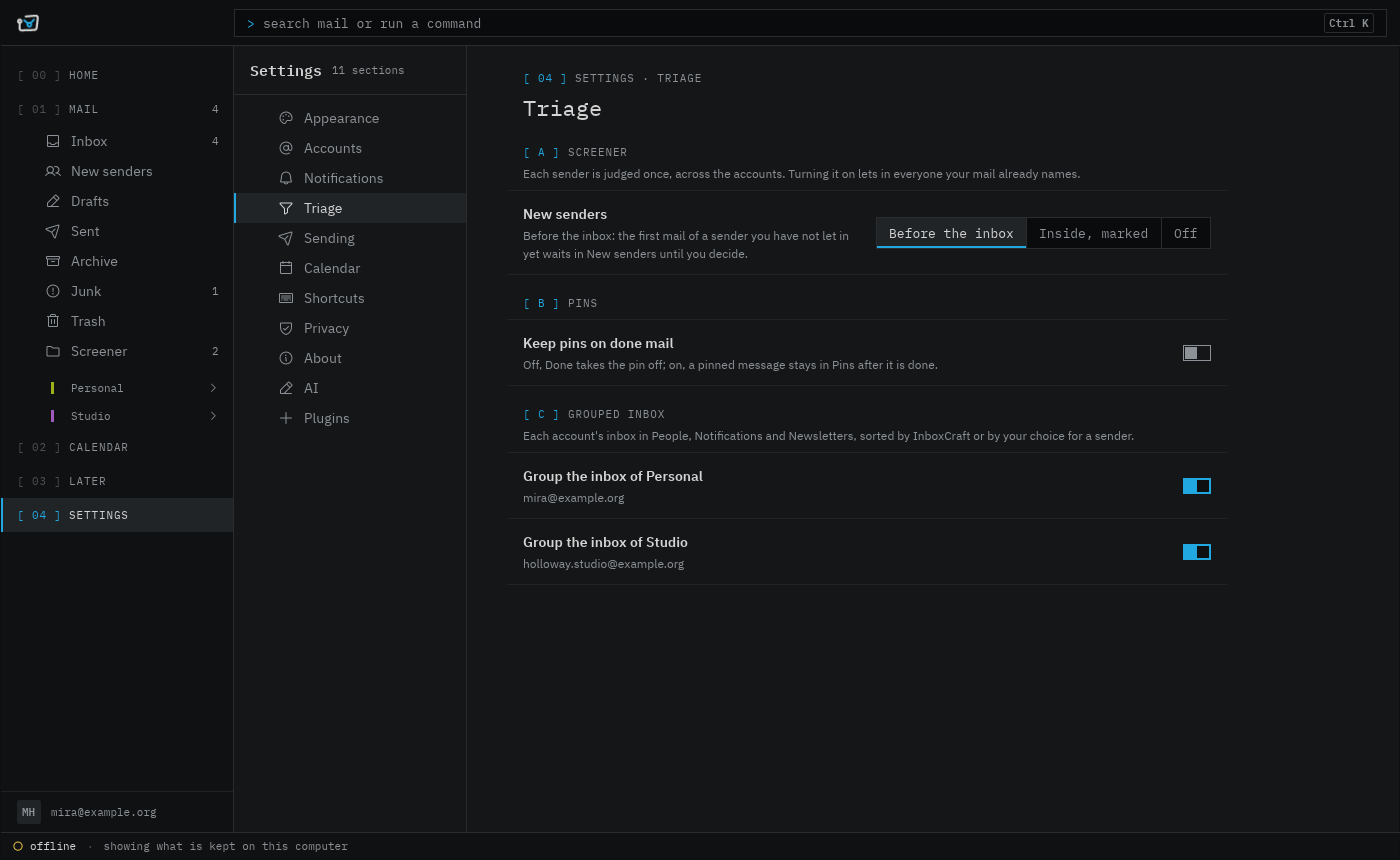 > search mail or run a command
Ctrl K
[ 00 ] HOME
[ 01 ] MAIL 4
Inbox 4
New senders
Drafts
Sent
Archive
Junk 1
Trash
Screener 2
Personal
Studio
[ 02 ] CALENDAR
[ 03 ] LATER
[ 04 ] SETTINGS
MH mira@example.org
Settings 11 sections
Appearance
Accounts
Notifications
Triage
Sending
Calendar
Shortcuts
Privacy
About
AI
Plugins
[ 04 ] SETTINGS · TRIAGE
Triage
[ A ] SCREENER
Each sender is judged once, across the accounts. Turning it on lets in everyone your mail already names.
New senders
Before the inbox: the first mail of a sender you have not let in
yet waits in New senders until you decide.
Before the inbox Inside, marked Off
[ B ] PINS
Keep pins on done mail
Off, Done takes the pin off; on, a pinned message stays in Pins after it is done.
[ C ] GROUPED INBOX
Each account's inbox in People, Notifications and Newsletters, sorted by InboxCraft or by your choice for a sender.
Group the inbox of Personal
mira@example.org
Group the inbox of Studio
holloway.studio@example.org
offline · showing what is kept on this computer